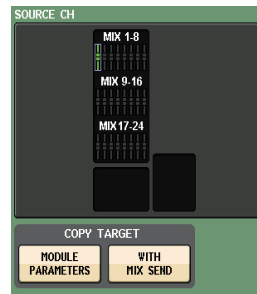 SOURCE CH
MIX 1-8
MIX 9-16
MIX 17-24
COPY TARGET
MODULE
PARAMETERS
WITH
MIX SEND